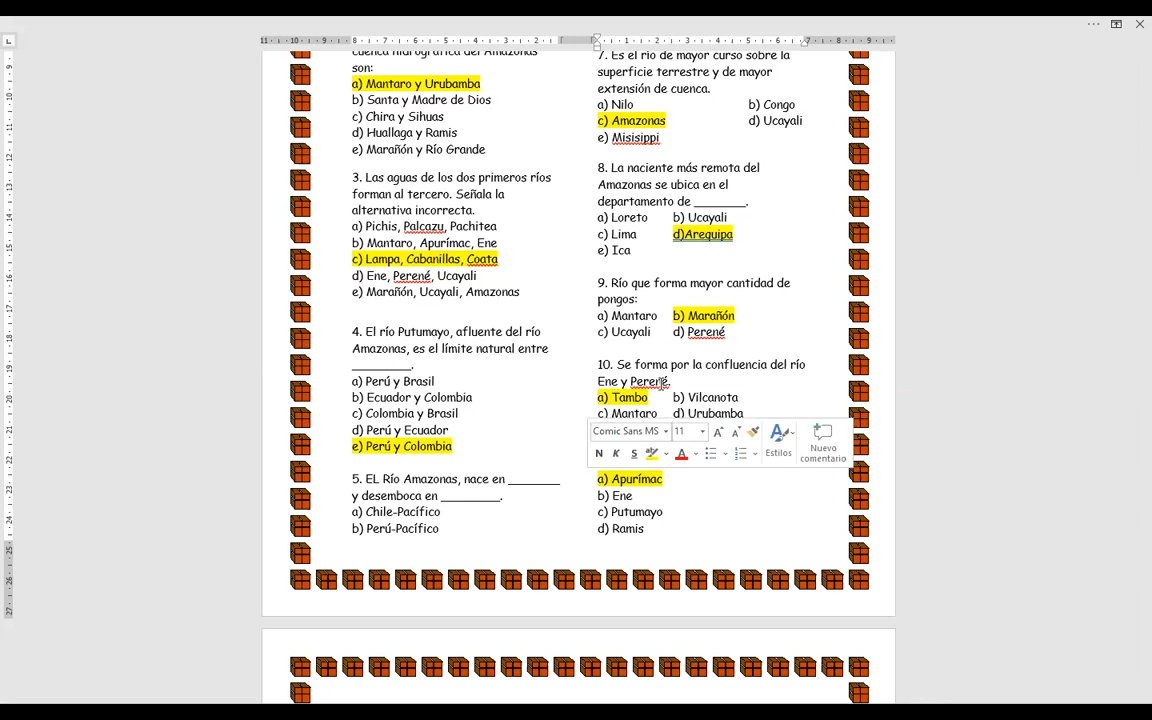 cuenca hidrográfica del Amazonas
son:
a) Mantaro y Urubamba
b) Santa y Madre de Dios
c) Chira y Sihuas
d) Huallaga y Ramis
e) Marañón y Río Grande
3. Las aguas de los dos primeros ríos
forman al tercero. Señala la
alternativa incorrecta.
a) Pichis, Palcazu, Pachitea
b) Mantaro, Apurímac, Ene
c) Lampa, Cabanillas, Coata
d) Ene, Perené, Ucayali
e) Marañón, Ucayali, Amazonas
4. El río Putumayo, afluente del río
Amazonas, es el límite natural entre
_________.
a) Perú y Brasil
b) Ecuador y Colombia
c) Colombia y Brasil
d) Perú y Ecuador
e) Perú y Colombia
5. EL Río Amazonas, nace en ________
y desemboca en _________.
a) Chile-Pacífico
b) Perú-Pacífico
7. Es el río de mayor curso sobre la
superficie terrestre y de mayor
extensión de cuenca.
a) Nilo b) Congo
c) Amazonas d) Ucayali
e) Misisippi
8. La naciente más remota del
Amazonas se ubica en el
departamento de ________.
a) Loreto b) Ucayali
c) Lima d)Arequipa
e) Ica
9. Río que forma mayor cantidad de
pongos:
a) Mantaro b) Marañón
c) Ucayali d) Perené
10. Se forma por la confluencia del río
Ene y Perené.
a) Tambo b) Vilcanota
c) Mantaro d) Urubamba
Comic Sans MS 11
N K S A Estilos Nuevo
comentario
a) Apurímac
b) Ene
c) Putumayo
d) Ramis